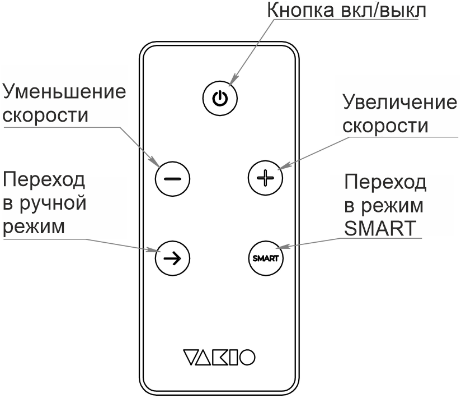 Кнопка вкл/выкл
Уменьшение
скорости
Увеличение
скорости
Переход
в ручной
режим
Переход
в режим
SMART
SMART
VAKIO